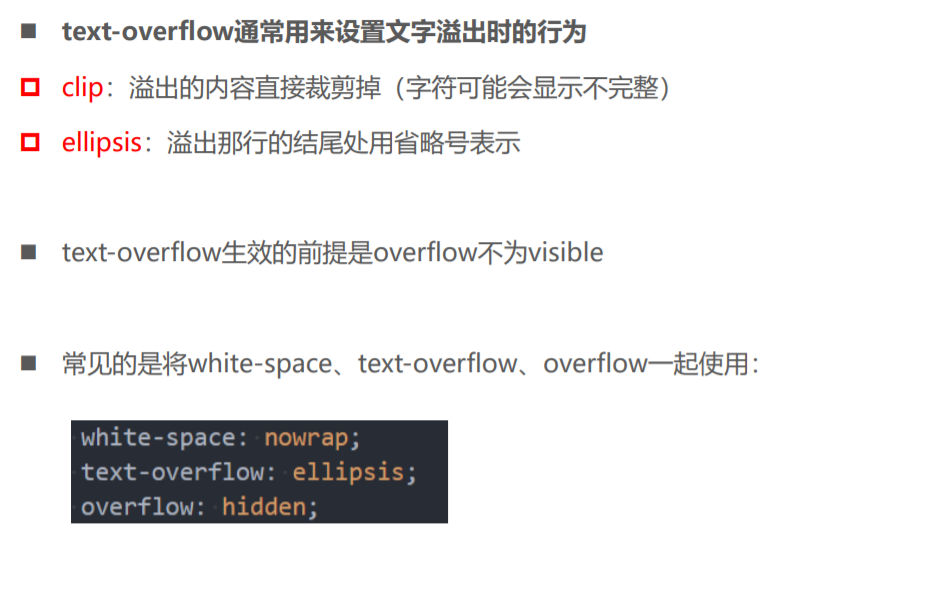 text-overflow通常用来设置文字溢出时的行为
clip：溢出的内容直接裁剪掉（字符可能会显示不完整）
ellipsis：溢出那行的结尾处用省略号表示
text-overflow生效的前提是overflow不为visible
常见的是将white-space、text-overflow、overflow一起使用：
white-space: nowrap;
text-overflow: ellipsis;
overflow: hidden;